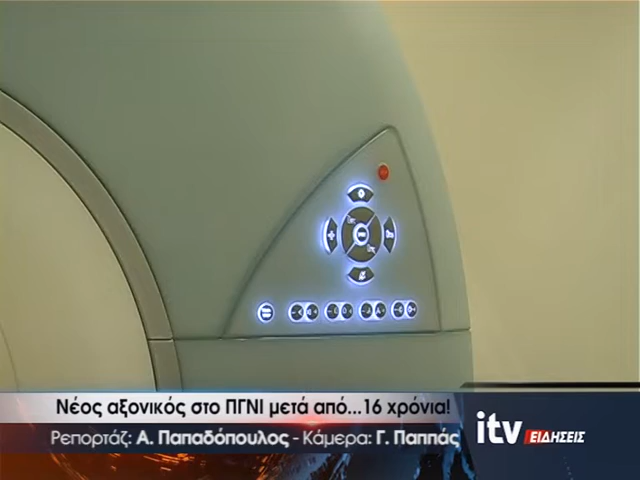 Νέος αξονικός στο ΠΓΝΙ μετά από...16 χρόνια!
Ρεπορτάζ: Α. Παπαδόπουλος - Κάμερα: Γ. Παππάς
itv ΕΙΔΗΣΕΙΣ